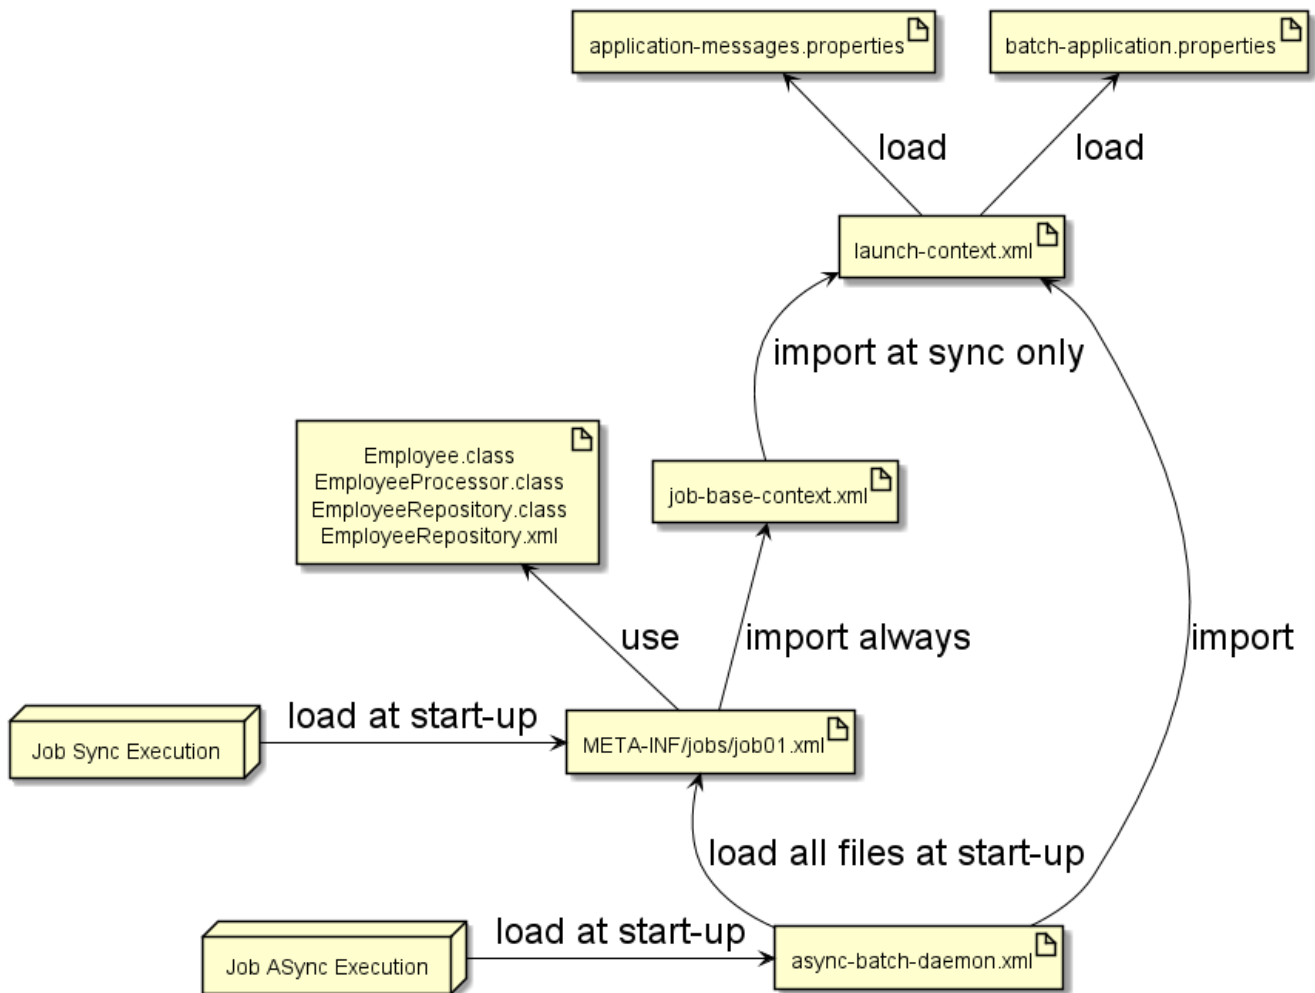 application-messages.properties
batch-application.properties
load
load
launch-context.xml
import at sync only
Employee.class
EmployeeProcessor.class
EmployeeRepository.class
EmployeeRepository.xml
job-base-context.xml
use
import always
import
load at start-up
Job Sync Execution
META-INF/jobs/job01.xml
load all files at start-up
load at start-up
Job ASync Execution
async-batch-daemon.xml